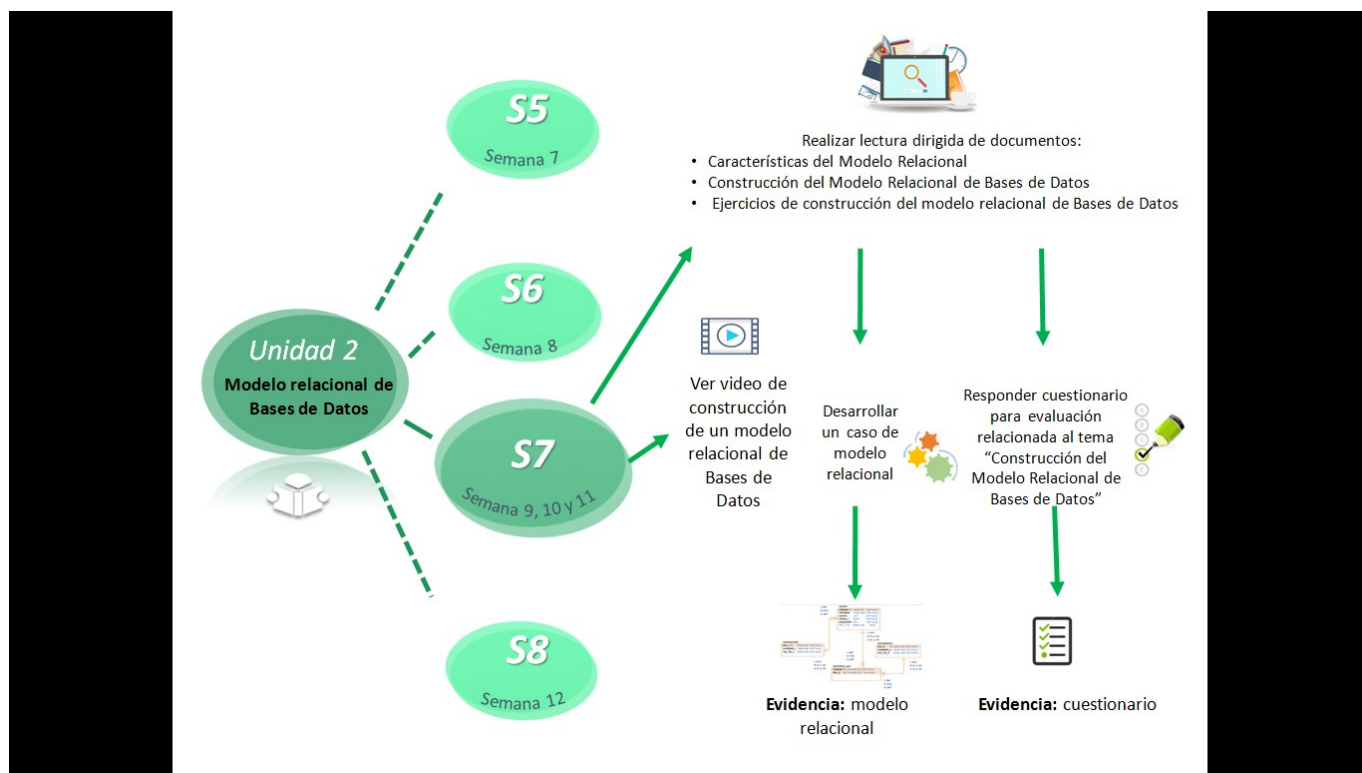 S5
Semana 7
S6
Semana 8
Unidad 2
Modelo relacional de
Bases de Datos
S7
Semana 9, 10 y 11
S8
Semana 12
Realizar lectura dirigida de documentos:
• Características del Modelo Relacional
• Construcción del Modelo Relacional de Bases de Datos
• Ejercicios de construcción del modelo relacional de Bases de Datos
Ver video de
construcción
de un modelo
relacional de
Bases de
Datos
Desarrollar
un caso de
modelo
relacional
Responder cuestionario
para evaluación
relacionada al tema
“Construcción del
Modelo Relacional de
Bases de Datos”
Evidencia: modelo
relacional
Evidencia: cuestionario